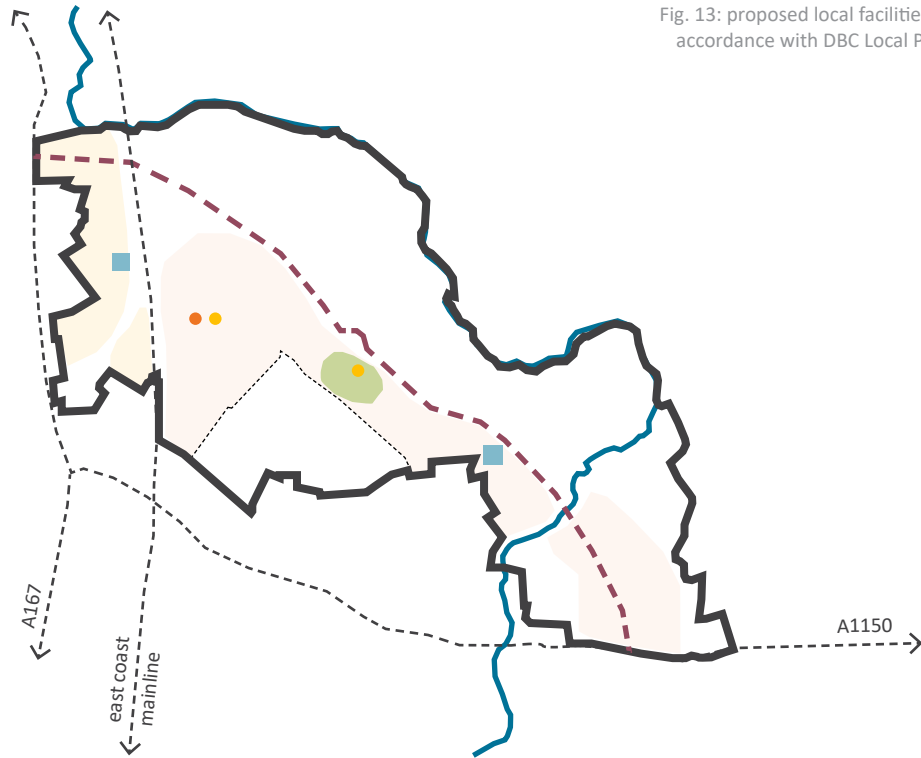 Fig. 13: proposed local facilitie
accordance with DBC Local P
A167
east coast
mainline
A1150